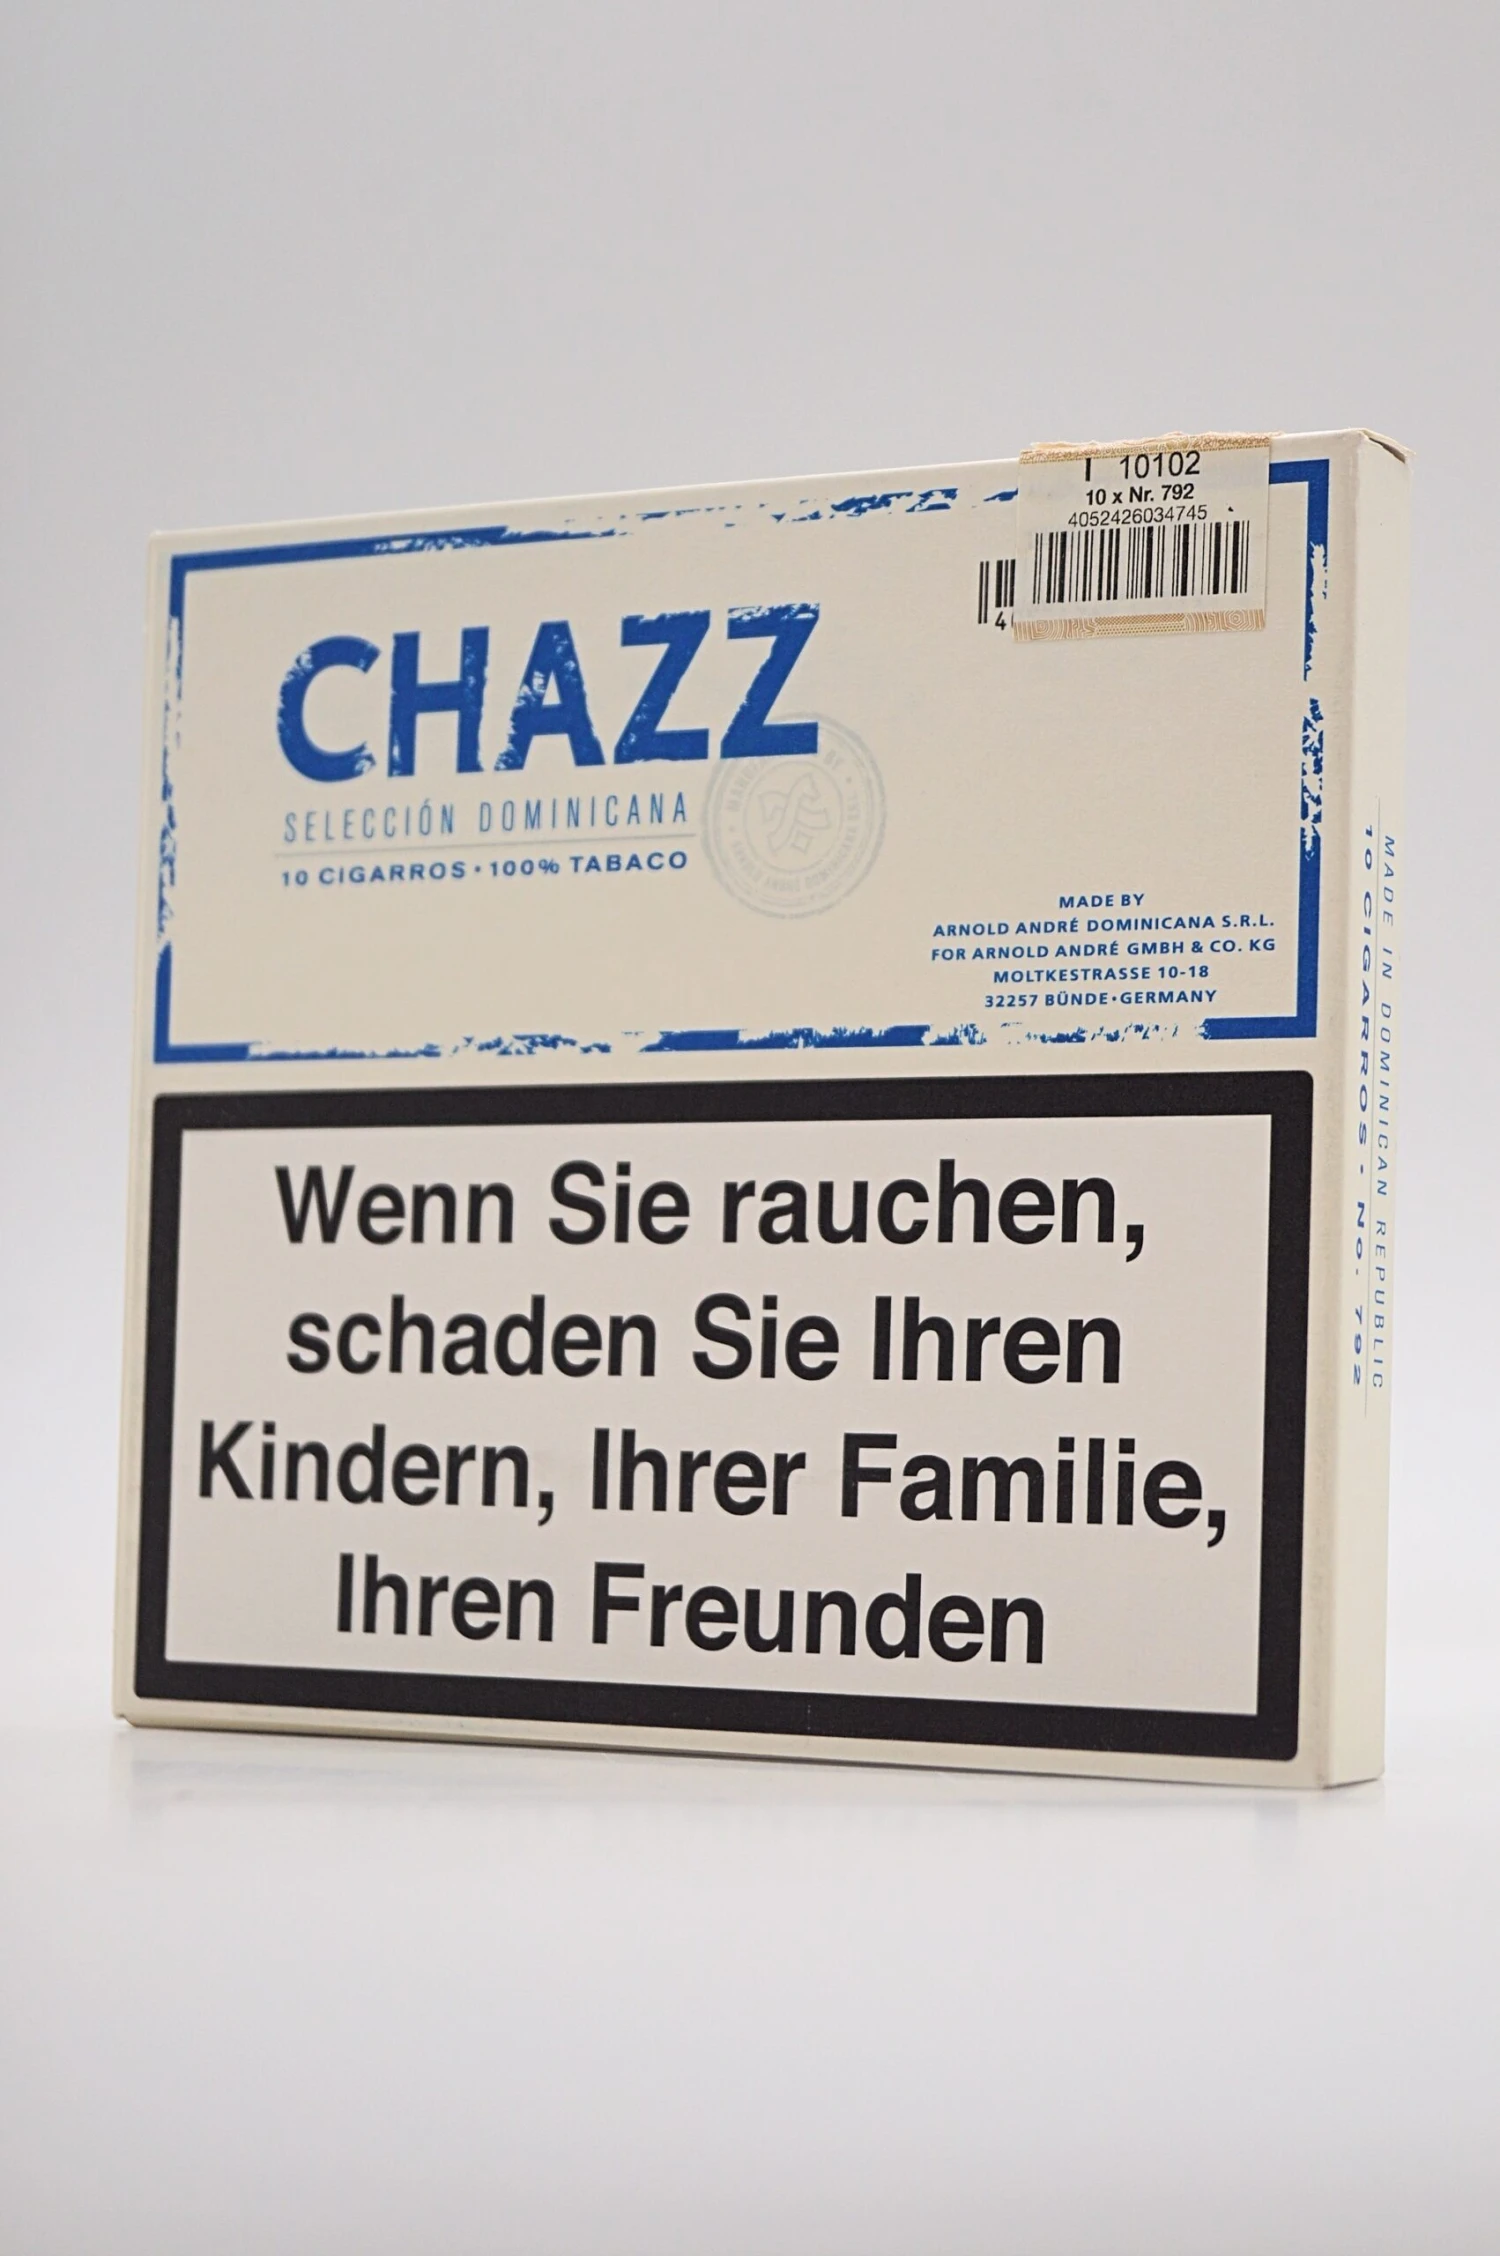 I 10102
10 x Nr. 792
4052426034745
4
CHAZZ
SELECCIÓN DOMINICANA
10 CIGARROS • 100% TABACO
MADE BY
ARNOLD ANDRÉ DOMINICANA S.R.L.
FOR ARNOLD ANDRÉ GMBH & CO. KG
MOLTKESTRASSE 10-18
32257 BÜNDE • GERMANY
Wenn Sie rauchen,
schaden Sie Ihren
Kindern, Ihrer Familie,
Ihren Freunden
MADE IN DOMINICAN REPUBLIC
10 CIGARROS • NO. 792